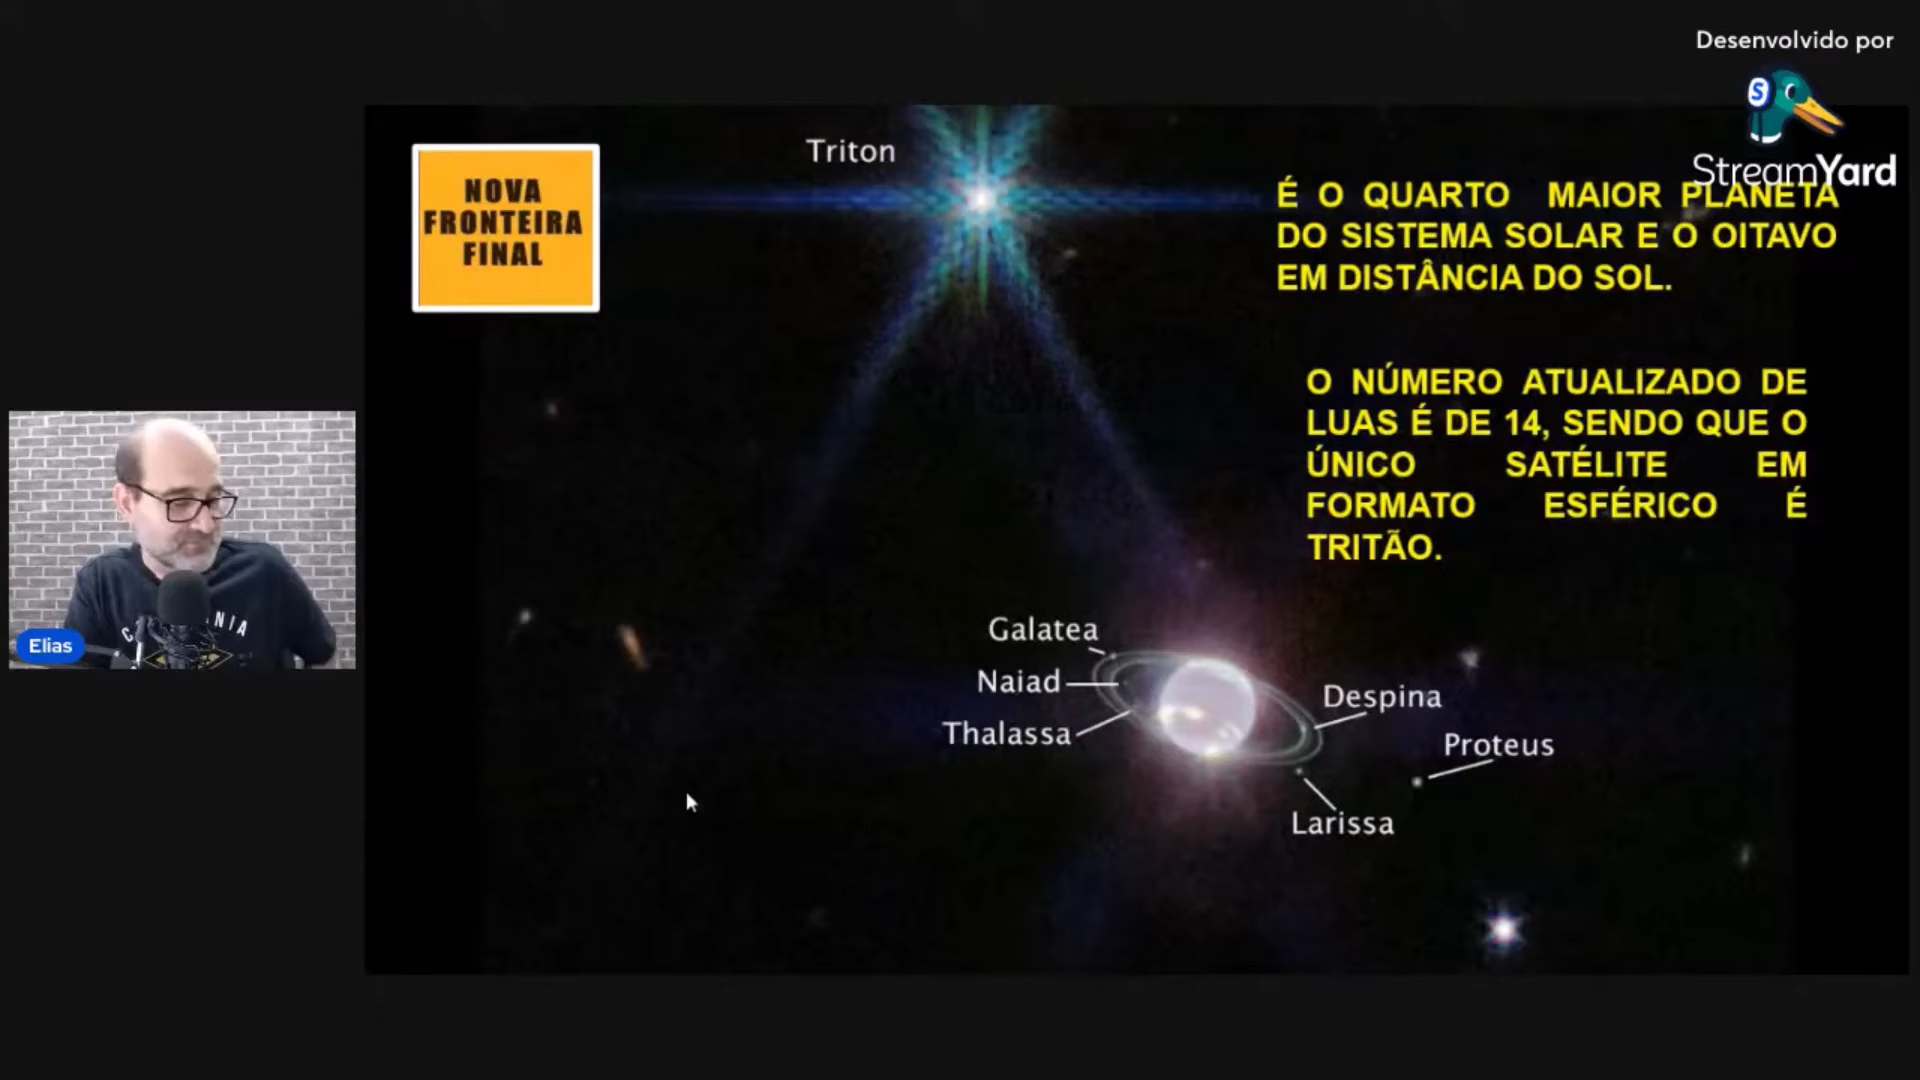 Desenvolvido por
StreamYard
NOVA
FRONTEIRA
FINAL
Triton
É O QUARTO MAIOR PLANETA
DO SISTEMA SOLAR E O OITAVO
EM DISTÂNCIA DO SOL.
O NÚMERO ATUALIZADO DE
LUAS É DE 14, SENDO QUE O
ÚNICO SATÉLITE EM
FORMATO ESFÉRICO É
TRITÃO.
Galatea
Naiad
Thalassa
Despina
Proteus
Larissa
Elias